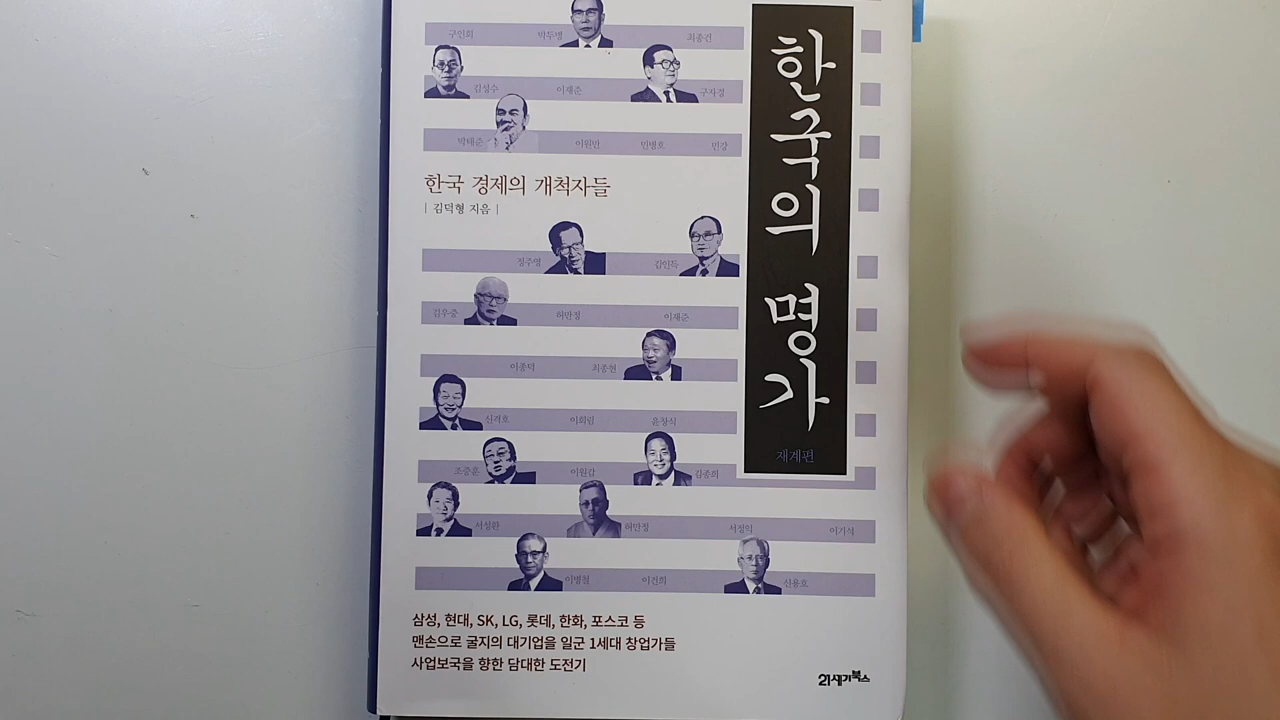 구인회 박두병 최종건
김성수 이재준 구자경
박태준 이원만 민병호 민강
한국 경제의 개척자들
| 김덕형 지음 |
정주영 김인득
김우중 허만정 이재준
이종덕 최종현
신격호 이회림 윤장식
조중훈 이원갑 김종희
서성환 허만정 서정익 이기석
이병철 이건희 신용호
한국의 명가
재계편
삼성, 현대, SK, LG, 롯데, 한화, 포스코 등
맨손으로 굴지의 대기업을 일군 1세대 창업가들
사업보국을 향한 담대한 도전기
21세기북스